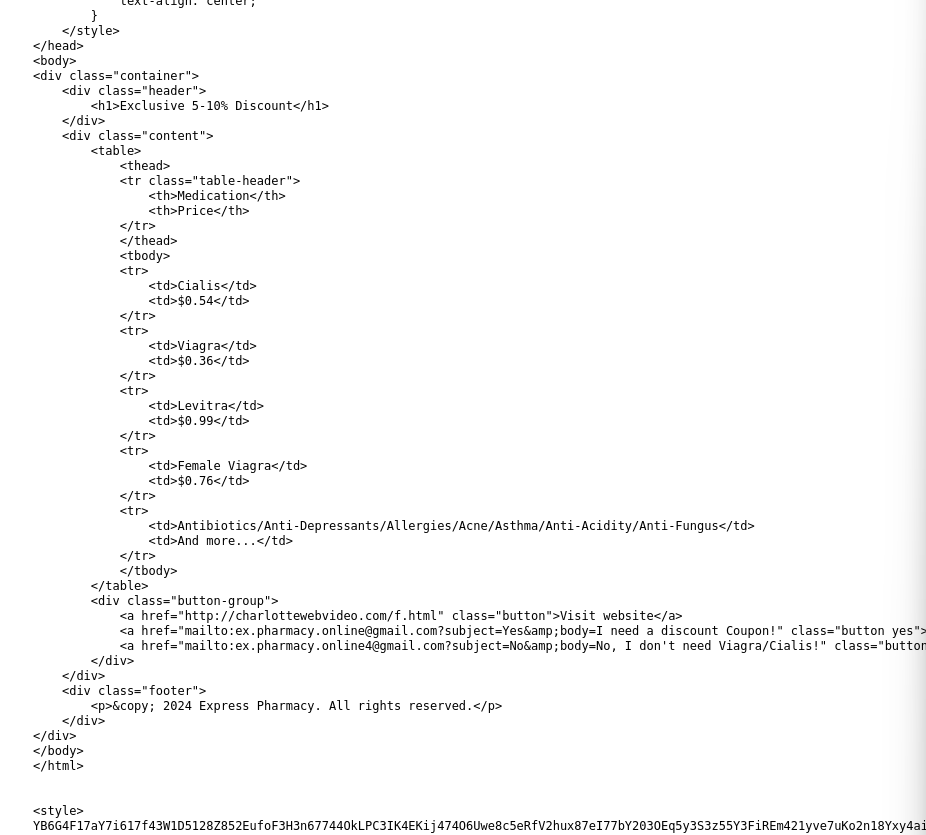 text-align: center;
}
</style>
</head>
<body>
<div class="container">
<div class="header">
<h1>Exclusive 5-10% Discount</h1>
</div>
<div class="content">
<table>
<thead>
<tr class="table-header">
<th>Medication</th>
<th>Price</th>
</tr>
</thead>
<tbody>
<tr>
<td>Cialis</td>
<td>$0.54</td>
</tr>
<tr>
<td>Viagra</td>
<td>$0.36</td>
</tr>
<tr>
<td>Levitra</td>
<td>$0.99</td>
</tr>
<tr>
<td>Female Viagra</td>
<td>$0.76</td>
</tr>
<tr>
<td>Antibiotics/Anti-Depressants/Allergies/Acne/Asthma/Anti-Acidity/Anti-Fungus</td>
<td>And more...</td>
</tr>
</tbody>
</table>
<div class="button-group">
<a href="http://charlottewebvideo.com/f.html" class="button">Visit website</a>
<a href="mailto:ex.pharmacy.online@gmail.com?subject=Yes&amp;body=I need a discount Coupon!" class="button yes">
<a href="mailto:ex.pharmacy.online4@gmail.com?subject=No&amp;body=No, I don't need Viagra/Cialis!" class="button
</div>
</div>
<div class="footer">
<p>&copy; 2024 Express Pharmacy. All rights reserved.</p>
</div>
</div>
</body>
</html>
<style>
YB6G4F17aY7i617f43W1D5128Z852EufoF3H3n67744OkLPC3IK4EKij474O6Uwe8c5eRfV2hux87eI77bY203OEq5y3S3z55Y3FiREm421yve7uKo2n18Yxy4ai